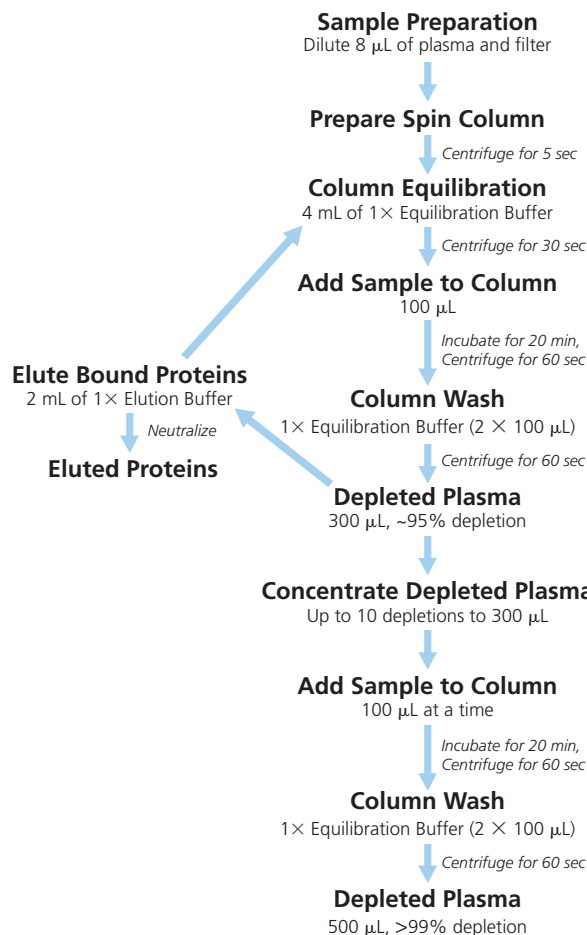 Sample Preparation
Dilute 8 μL of plasma and filter
Prepare Spin Column
Centrifuge for 5 sec
Column Equilibration
4 mL of 1× Equilibration Buffer
Centrifuge for 30 sec
Add Sample to Column
100 μL
Incubate for 20 min,
Centrifuge for 60 sec
Elute Bound Proteins
2 mL of 1× Elution Buffer
Neutralize
Eluted Proteins
Column Wash
1× Equilibration Buffer (2 × 100 μL)
Centrifuge for 60 sec
Depleted Plasma
300 μL, ~95% depletion
Concentrate Depleted Plasma
Up to 10 depletions to 300 μL
Add Sample to Column
100 μL at a time
Incubate for 20 min,
Centrifuge for 60 sec
Column Wash
1× Equilibration Buffer (2 × 100 μL)
Centrifuge for 60 sec
Depleted Plasma
500 μL, >99% depletion